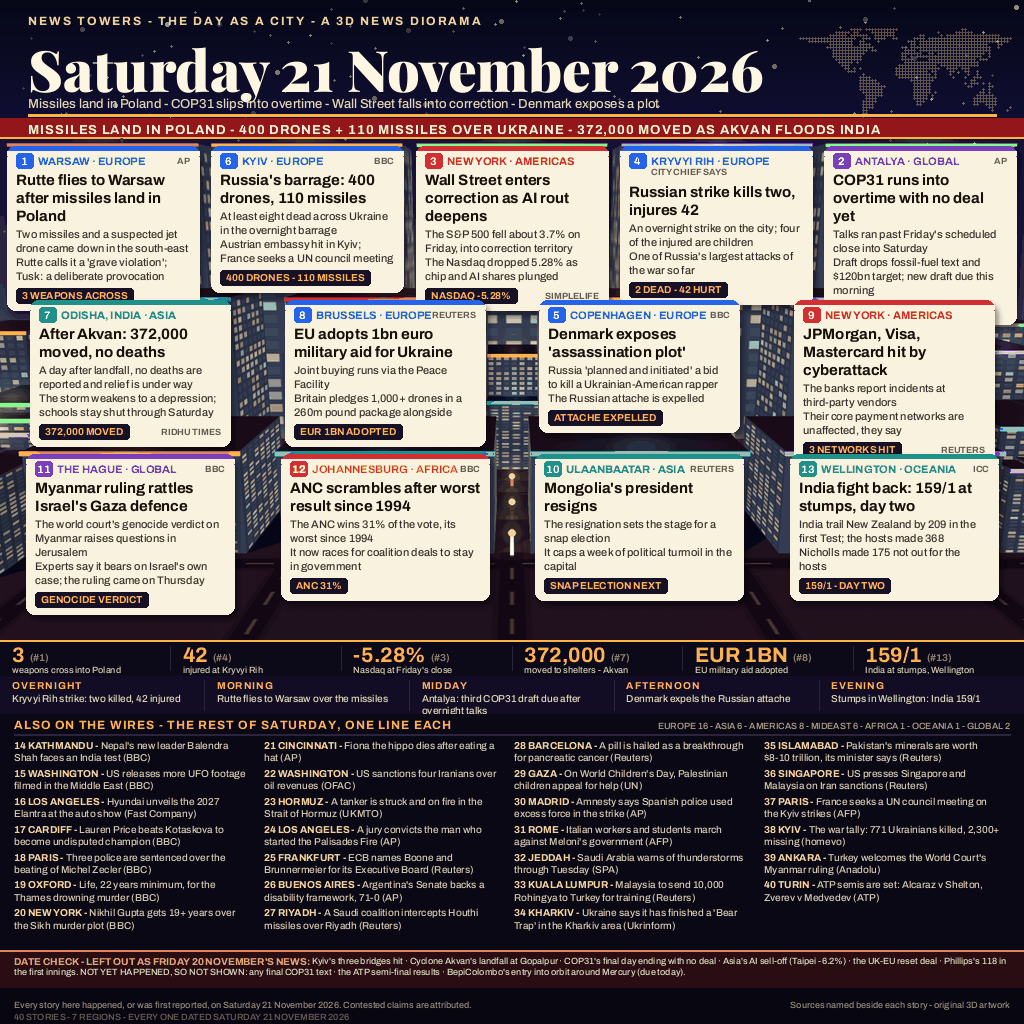 NEWS TOWERS - THE DAY AS A CITY - A 3D NEWS DIORAMA
Saturday 21 November 2026
Missiles land in Poland - COP31 slips into overtime - Wall Street falls into correction - Denmark exposes a plot
MISSILES LAND IN POLAND - 400 DRONES + 110 MISSILES OVER UKRAINE - 372,000 MOVED AS AKVAN FLOODS INDIA
1 WARSAW · EUROPE AP
Rutte flies to Warsaw
after missiles land in
Poland
Two missiles and a suspected jet
drone came down in the south-east
Rutte calls it a 'grave violation';
Tusk: a deliberate provocation
3 WEAPONS ACROSS
6 KYIV · EUROPE BBC
Russia's barrage: 400
drones, 110 missiles
At least eight dead across Ukraine
in the overnight barrage
Austrian embassy hit in Kyiv;
France seeks a UN council meeting
400 DRONES - 110 MISSILES
3 NEW YORK · AMERICAS
Wall Street enters
correction as AI rout
deepens
The S&P 500 fell about 3.7% on
Friday, into correction territory
The Nasdaq dropped 5.28% as
chip and AI shares plunged
NASDAQ -5.28% SIMPLELIFE
4 KRYVYI RIH · EUROPE
CITY CHIEF SAYS
Russian strike kills two,
injures 42
An overnight strike on the city; four
of the injured are children
One of Russia's largest attacks of
the war so far
2 DEAD - 42 HURT
2 ANTALYA · GLOBAL AP
COP31 runs into
overtime with no deal
yet
Talks ran past Friday's scheduled
close into Saturday
Draft drops fossil-fuel text and
$120bn target; new draft due this
morning
7 ODISHA, INDIA · ASIA
After Akvan: 372,000
moved, no deaths
A day after landfall, no deaths are
reported and relief is under way
The storm weakens to a depression;
schools stay shut through Saturday
372,000 MOVED RIDHU TIMES
8 BRUSSELS · EUROPE REUTERS
EU adopts 1bn euro
military aid for Ukraine
Joint buying runs via the Peace
Facility
Britain pledges 1,000+ drones in a
260m pound package alongside
EUR 1BN ADOPTED
5 COPENHAGEN · EUROPE BBC
Denmark exposes
'assassination plot'
Russia 'planned and initiated' a bid
to kill a Ukrainian-American rapper
The Russian attache is expelled
ATTACHE EXPELLED
9 NEW YORK · AMERICAS
JPMorgan, Visa,
Mastercard hit by
cyberattack
The banks report incidents at
third-party vendors
Their core payment networks are
unaffected, they say
3 NETWORKS HIT REUTERS
11 THE HAGUE · GLOBAL BBC
Myanmar ruling rattles
Israel's Gaza defence
The world court's genocide verdict on
Myanmar raises questions in
Jerusalem
Experts say it bears on Israel's own
case; the ruling came on Thursday
GENOCIDE VERDICT
12 JOHANNESBURG · AFRICA BBC
ANC scrambles after worst
result since 1994
The ANC wins 31% of the vote, its
worst since 1994
It now races for coalition deals to stay
in government
ANC 31%
10 ULAANBAATAR · ASIA REUTERS
Mongolia's president
resigns
The resignation sets the stage for a
snap election
It caps a week of political turmoil in the
capital
SNAP ELECTION NEXT
13 WELLINGTON · OCEANIA ICC
India fight back: 159/1 at
stumps, day two
India trail New Zealand by 209 in the
first Test; the hosts made 368
Nicholls made 175 not out for the
hosts
159/1 - DAY TWO
3 (#1)
weapons cross into Poland
42 (#4)
injured at Kryvyi Rih
-5.28% (#3)
Nasdaq at Friday's close
372,000 (#7)
moved to shelters - Akvan
EUR 1BN (#8)
EU military aid adopted
159/1 (#13)
India at stumps, Wellington
OVERNIGHT
Kryvyi Rih strike: two killed, 42 injured
MORNING
Rutte flies to Warsaw over the missiles
MIDDAY
Antalya: third COP31 draft due after
overnight talks
AFTERNOON
Denmark expels the Russian attache
EVENING
Stumps in Wellington: India 159/1
ALSO ON THE WIRES - THE REST OF SATURDAY, ONE LINE EACH
EUROPE 16 - ASIA 6 - AMERICAS 8 - MIDEAST 6 - AFRICA 1 - OCEANIA 1 - GLOBAL 2
14 KATHMANDU - Nepal's new leader Balendra
Shah faces an India test (BBC)
15 WASHINGTON - US releases more UFO footage
filmed in the Middle East (BBC)
16 LOS ANGELES - Hyundai unveils the 2027
Elantra at the auto show (Fast Company)
17 CARDIFF - Lauren Price beats Kotaskova to
become undisputed champion (BBC)
18 PARIS - Three police are sentenced over the
beating of Michel Zecler (BBC)
19 OXFORD - Life, 22 years minimum, for the
Thames drowning murder (BBC)
20 NEW YORK - Nikhil Gupta gets 19+ years over
the Sikh murder plot (BBC)
21 CINCINNATI - Fiona the hippo dies after eating a
hat (AP)
22 WASHINGTON - US sanctions four Iranians over
oil revenues (OFAC)
23 HORMUZ - A tanker is struck and on fire in the
Strait of Hormuz (UKMTO)
24 LOS ANGELES - A jury convicts the man who
started the Palisades Fire (AP)
25 FRANKFURT - ECB names Boone and
Brunnermeier for its Executive Board (Reuters)
26 BUENOS AIRES - Argentina's Senate backs a
disability framework, 71-0 (AP)
27 RIYADH - A Saudi coalition intercepts Houthi
missiles over Riyadh (Reuters)
28 BARCELONA - A pill is hailed as a breakthrough
for pancreatic cancer (Reuters)
29 GAZA - On World Children's Day, Palestinian
children appeal for help (UN)
30 MADRID - Amnesty says Spanish police used
excess force in the strike (AP)
31 ROME - Italian workers and students march
against Meloni's government (AFP)
32 JEDDAH - Saudi Arabia warns of thunderstorms
through Tuesday (SPA)
33 KUALA LUMPUR - Malaysia to send 10,000
Rohingya to Turkey for training (Reuters)
34 KHARKIV - Ukraine says it has finished a 'Bear
Trap' in the Kharkiv area (Ukrinform)
35 ISLAMABAD - Pakistan's minerals are worth
$8-10 trillion, its minister says (Reuters)
36 SINGAPORE - US presses Singapore and
Malaysia on Iran sanctions (Reuters)
37 PARIS - France seeks a UN council meeting on
the Kyiv strikes (AFP)
38 KYIV - The war tally: 771 Ukrainians killed, 2,300+
missing (homevo)
39 ANKARA - Turkey welcomes the World Court's
Myanmar ruling (Anadolu)
40 TURIN - ATP semis are set: Alcaraz v Shelton,
Zverev v Medvedev (ATP)
DATE CHECK - LEFT OUT AS FRIDAY 20 NOVEMBER'S NEWS: Kyiv's three bridges hit · Cyclone Akvan's landfall at Gopalpur · COP31's final day ending with no deal · Asia's AI sell-off (Taipei -6.2%) · the UK-EU reset deal · Phillips's 118 in
the first innings. NOT YET HAPPENED, SO NOT SHOWN: any final COP31 text · the ATP semi-final results · BepiColombo's entry into orbit around Mercury (due today).
Every story here happened, or was first reported, on Saturday 21 November 2026. Contested claims are attributed.
Sources named beside each story - original 3D artwork
40 STORIES - 7 REGIONS - EVERY ONE DATED SATURDAY 21 NOVEMBER 2026